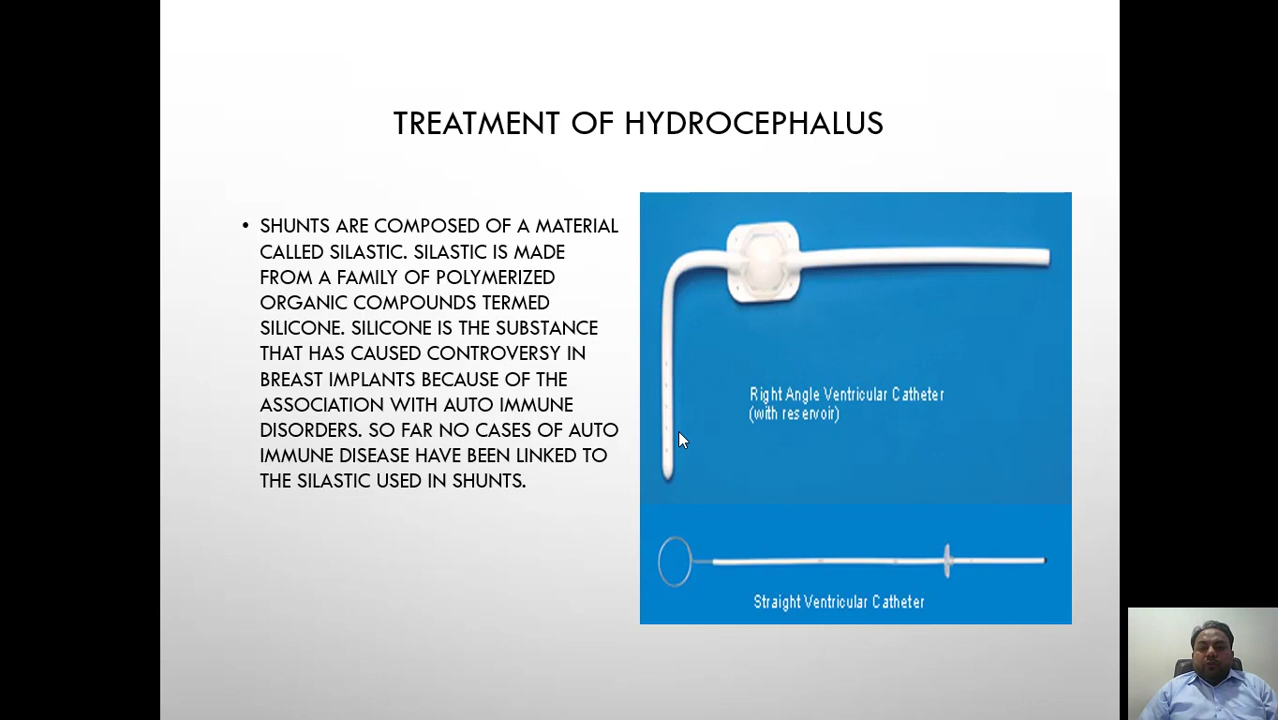 TREATMENT OF HYDROCEPHALUS
• SHUNTS ARE COMPOSED OF A MATERIAL
CALLED SILASTIC. SILASTIC IS MADE
FROM A FAMILY OF POLYMERIZED
ORGANIC COMPOUNDS TERMED
SILICONE. SILICONE IS THE SUBSTANCE
THAT HAS CAUSED CONTROVERSY IN
BREAST IMPLANTS BECAUSE OF THE
ASSOCIATION WITH AUTO IMMUNE
DISORDERS. SO FAR NO CASES OF AUTO
IMMUNE DISEASE HAVE BEEN LINKED TO
THE SILASTIC USED IN SHUNTS.
Right Angle Ventricular Catheter
(with reservoir)
Straight Ventricular Catheter